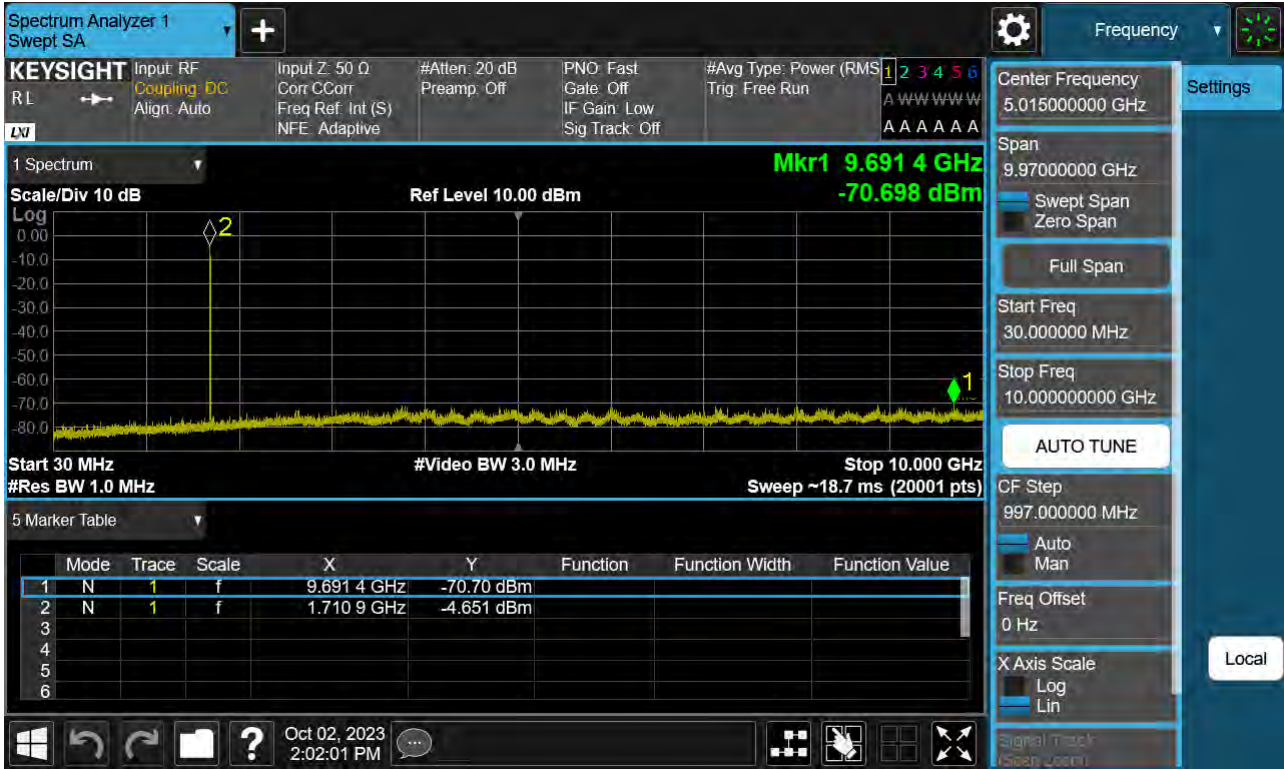 Spectrum Analyzer 1
Swept SA
+
Frequency
KEYSIGHT
RL
LXI
Input: RF
Coupling: DC
Align: Auto
Input Z: 50 Ω
Corr CCorr
Freq Ref: Int (S)
NFE: Adaptive
#Atten: 20 dB
Preamp: Off
PNO: Fast
Gate: Off
IF Gain: Low
Sig Track: Off
#Avg Type: Power (RMS
Trig: Free Run
1 2 3 4 5 6
A W W W W W
A A A A A A
1 Spectrum
Scale/Div 10 dB
Ref Level 10.00 dBm
Mkr1 9.691 4 GHz
-70.698 dBm
Log
0.00
-10.0
-20.0
-30.0
-40.0
-50.0
-60.0
-70.0
-80.0
2
1
Start 30 MHz
#Video BW 3.0 MHz
Stop 10.000 GHz
#Res BW 1.0 MHz
Sweep ~18.7 ms (20001 pts)
5 Marker Table
Mode Trace Scale X Y Function Function Width Function Value
1 N 1 f 9.691 4 GHz -70.70 dBm
2 N 1 f 1.710 9 GHz -4.651 dBm
3
4
5
6
Center Frequency
5.015000000 GHz
Settings
Span
9.97000000 GHz
Swept Span
Zero Span
Full Span
Start Freq
30.000000 MHz
Stop Freq
10.000000000 GHz
AUTO TUNE
CF Step
997.000000 MHz
Auto
Man
Freq Offset
0 Hz
X Axis Scale
Log
Lin
Signal Track
(Span Zoom)
Local
?
Oct 02, 2023
2:02:01 PM